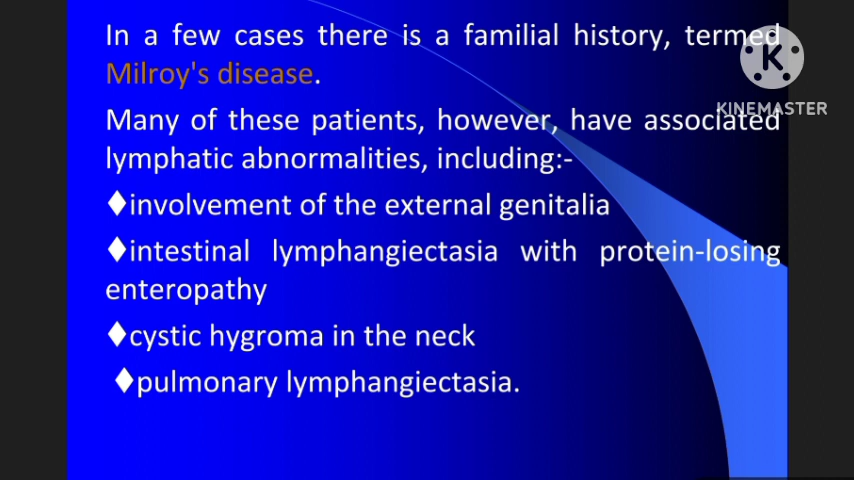 In a few cases there is a familial history, termed
Milroy's disease.
Many of these patients, however, have associated
lymphatic abnormalities, including:-
♦involvement of the external genitalia
♦intestinal lymphangiectasia with protein-losing
enteropathy
♦cystic hygroma in the neck
♦pulmonary lymphangiectasia.
K
KINEMASTER